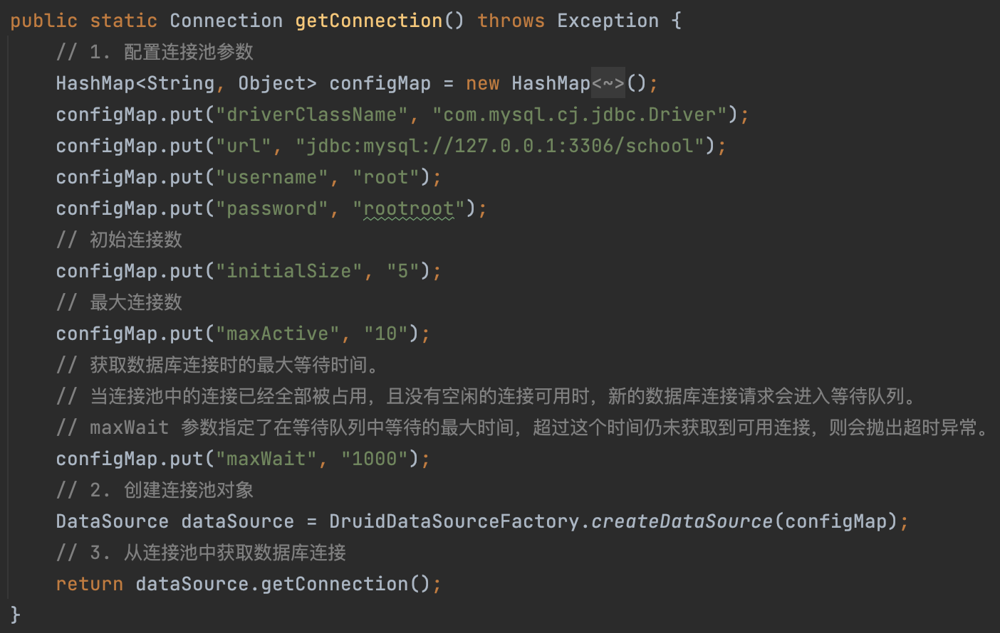 public static Connection getConnection() throws Exception {
// 1. 配置连接池参数
HashMap<String, Object> configMap = new HashMap<~>();
configMap.put("driverClassName", "com.mysql.cj.jdbc.Driver");
configMap.put("url", "jdbc:mysql://127.0.0.1:3306/school");
configMap.put("username", "root");
configMap.put("password", "rootroot");
// 初始连接数
configMap.put("initialSize", "5");
// 最大连接数
configMap.put("maxActive", "10");
// 获取数据库连接时的最大等待时间。
// 当连接池中的连接已经全部被占用，且没有空闲的连接可用时，新的数据库连接请求会进入等待队列。
// maxWait 参数指定了在等待队列中等待的最大时间，超过这个时间仍未获取到可用连接，则会抛出超时异常。
configMap.put("maxWait", "1000");
// 2. 创建连接池对象
DataSource dataSource = DruidDataSourceFactory.createDataSource(configMap);
// 3. 从连接池中获取数据库连接
return dataSource.getConnection();
}